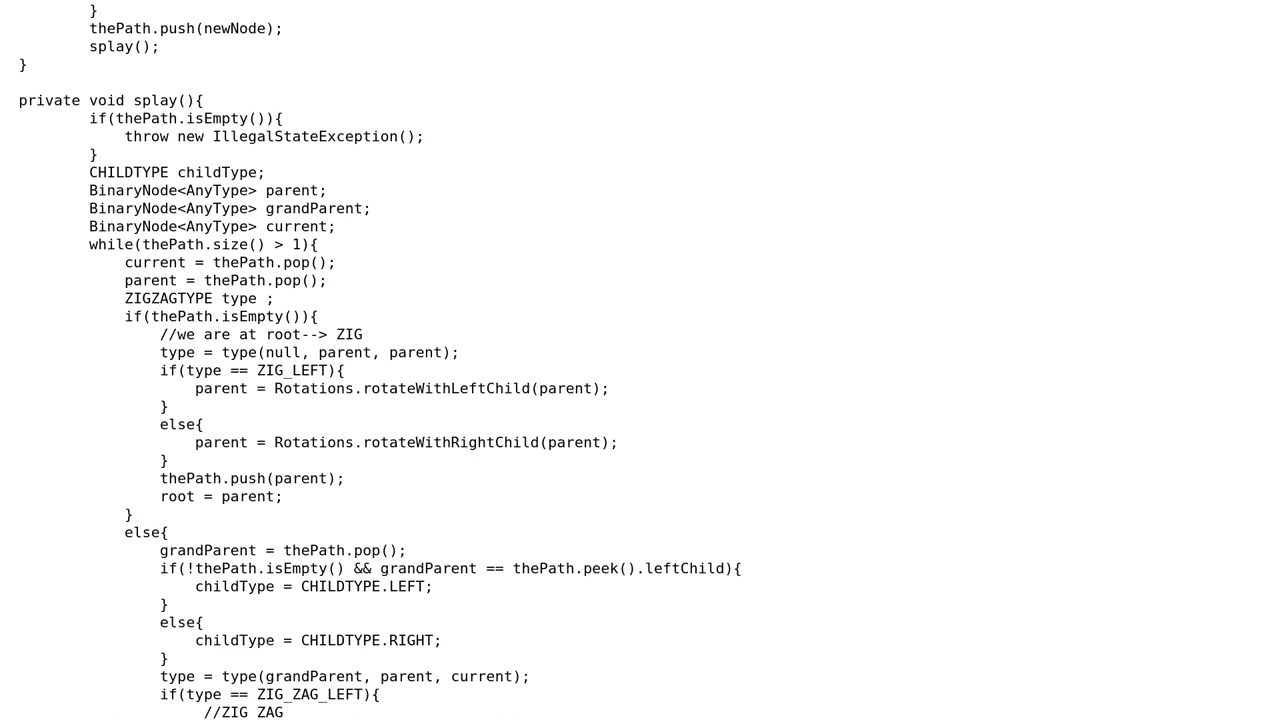 }
thePath.push(newNode);
splay();
}
private void splay(){
if(thePath.isEmpty()){
throw new IllegalStateException();
}
CHILDTYPE childType;
BinaryNode<AnyType> parent;
BinaryNode<AnyType> grandParent;
BinaryNode<AnyType> current;
while(thePath.size() > 1){
current = thePath.pop();
parent = thePath.pop();
ZIGZAGTYPE type ;
if(thePath.isEmpty()){
//we are at root--> ZIG
type = type(null, parent, parent);
if(type == ZIG_LEFT){
parent = Rotations.rotateWithLeftChild(parent);
}
else{
parent = Rotations.rotateWithRightChild(parent);
}
thePath.push(parent);
root = parent;
}
else{
grandParent = thePath.pop();
if(!thePath.isEmpty() && grandParent == thePath.peek().leftChild){
childType = CHILDTYPE.LEFT;
}
else{
childType = CHILDTYPE.RIGHT;
}
type = type(grandParent, parent, current);
if(type == ZIG_ZAG_LEFT){
//ZIG ZAG